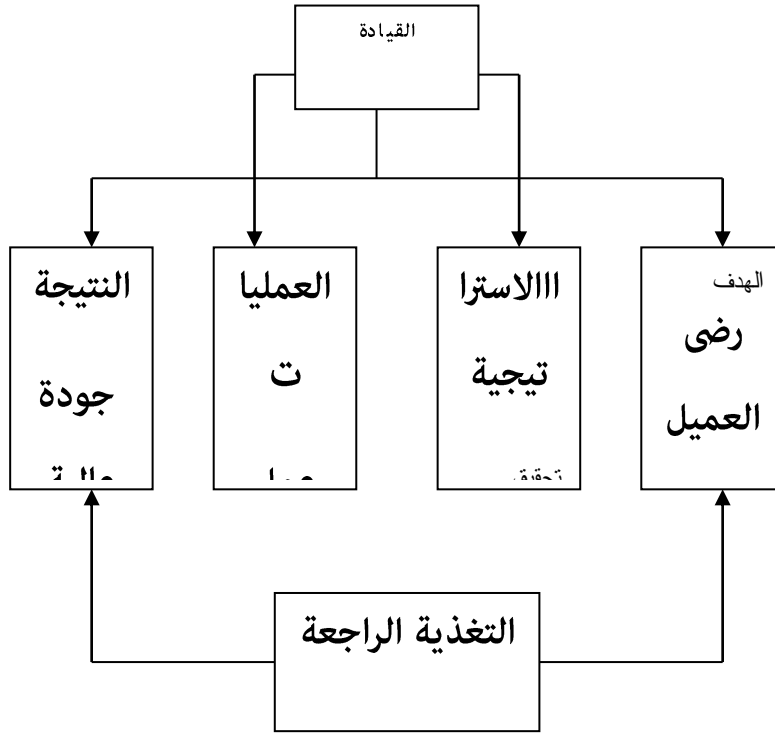 القيادة
الهدف
رضى
العميل
االاسترا
تيجية
العمليا
ت
النتيجة
جودة
التغذية الراجعة